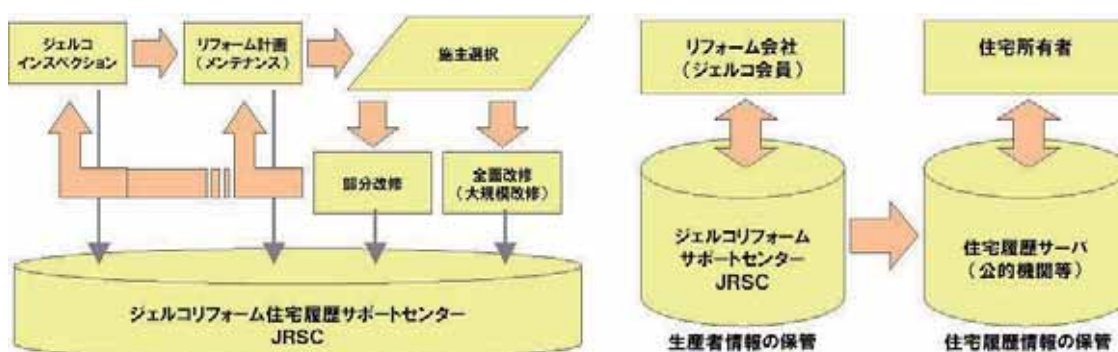 ジェルコ
インスペクション
リフォーム計画
（メンテナンス）
施主選択
部分改修
全面改修
（大規模改修）
ジェルコリフォーム住宅履歴サポートセンター
JRSC
リフォーム会社
（ジェルコ会員）
住宅所有者
ジェルコリフォーム
サポートセンター
JRSC
住宅履歴サーバ
（公的機関等）
生産者情報の保管
住宅履歴情報の保管